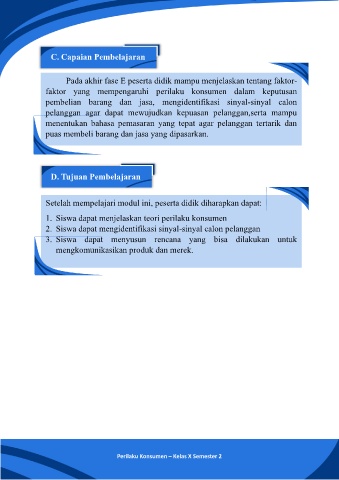 C. Capaian Pembelajaran
Pada akhir fase E peserta didik mampu menjelaskan tentang faktor-
faktor yang mempengaruhi perilaku konsumen dalam keputusan
pembelian barang dan jasa, mengidentifikasi sinyal-sinyal calon
pelanggan agar dapat mewujudkan kepuasan pelanggan,serta mampu
menentukan bahasa pemasaran yang tepat agar pelanggan tertarik dan
puas membeli barang dan jasa yang dipasarkan.
D. Tujuan Pembelajaran
Setelah mempelajari modul ini, peserta didik diharapkan dapat:
1. Siswa dapat menjelaskan teori perilaku konsumen
2. Siswa dapat mengidentifikasi sinyal-sinyal calon pelanggan
3. Siswa dapat menyusun rencana yang bisa dilakukan untuk
mengkomunikasikan produk dan merek.
Perilaku Konsumen – Kelas X Semester 2